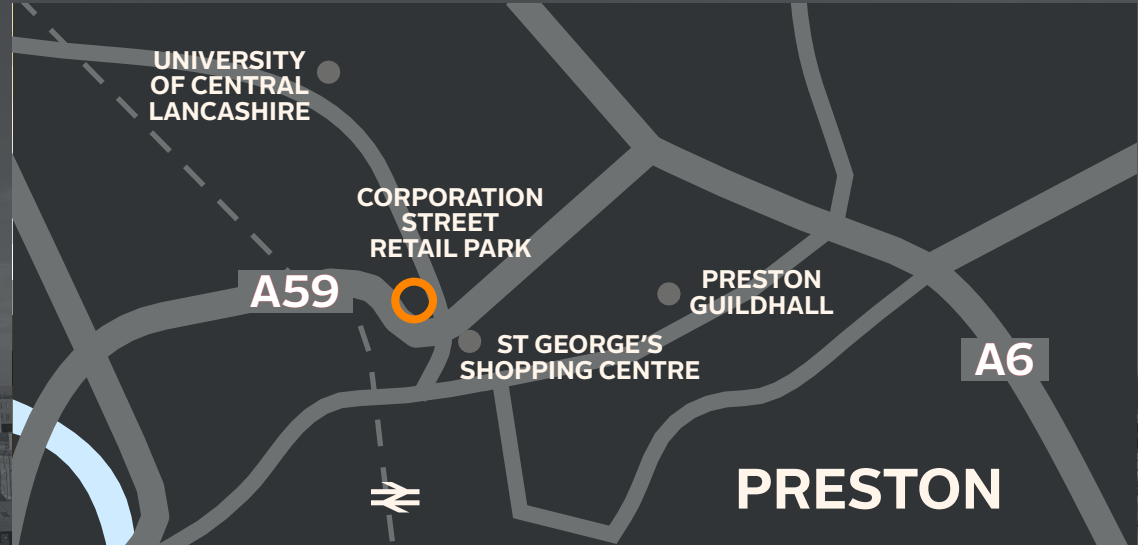 UNIVERSITY
OF CENTRAL
LANCASHIRE
CORPORATION
STREET
RETAIL PARK
A59
PRESTON
GUILDHALL
ST GEORGE’S
SHOPPING CENTRE
A6
PRESTON